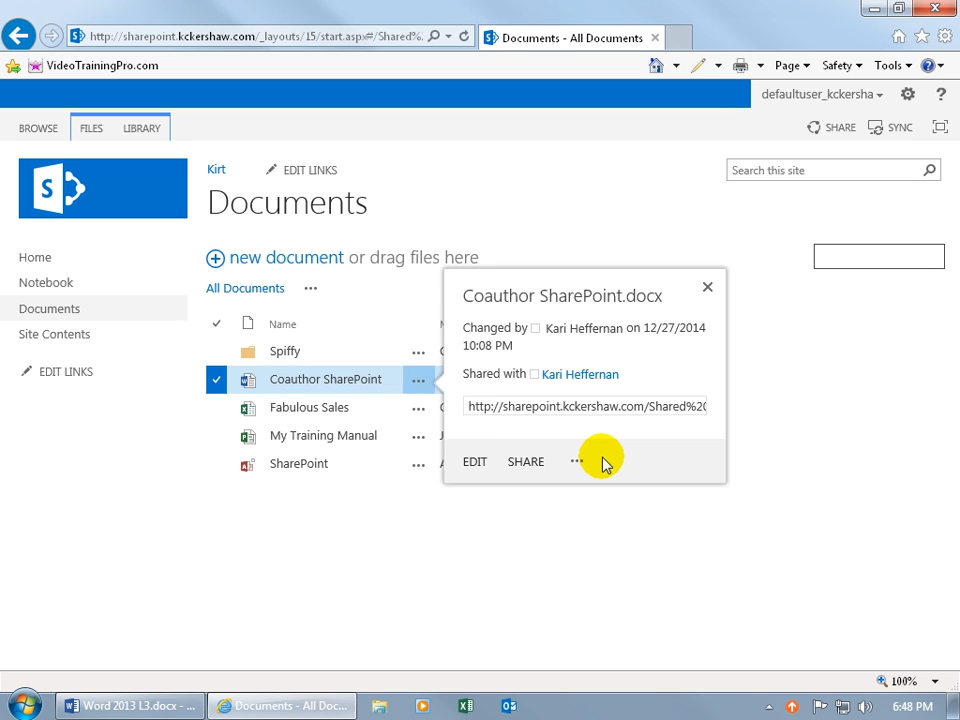 http://sharepoint.kckershaw.com/_layouts/15/start.aspx#/Shared%.
Documents - All Documents
VideoTrainingPro.com
Page Safety Tools
defaultuser_kckersha
BROWSE FILES LIBRARY
SHARE SYNC
Kirt EDIT LINKS
Search this site
Documents
Home
Notebook
Documents
Site Contents
EDIT LINKS
new document or drag files here
All Documents ...
Name
Spiffy ...
Coauthor SharePoint ...
Fabulous Sales ...
My Training Manual ...
SharePoint ...
Coauthor SharePoint.docx
Changed by Kari Heffernan on 12/27/2014
10:08 PM
Shared with Kari Heffernan
http://sharepoint.kckershaw.com/Shared%20
EDIT SHARE ...
100%
Word 2013 L3.docx - ... Documents - All Doc...
6:48 PM